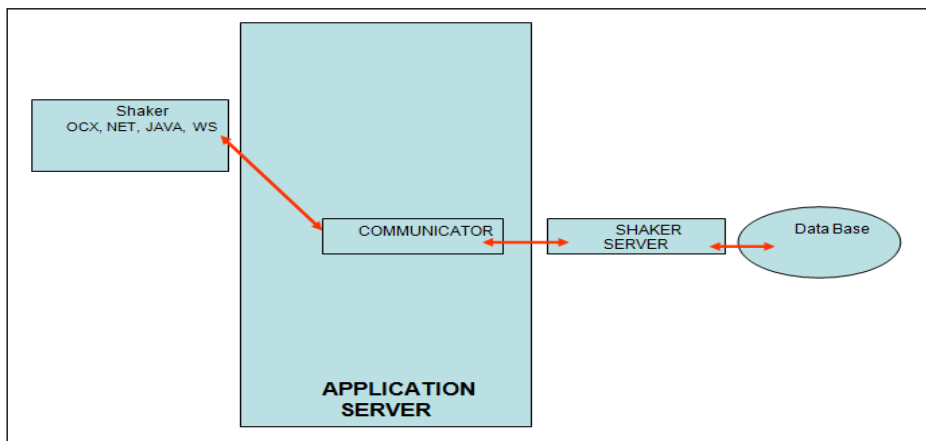 Shaker
OCX, NET, JAVA, WS
COMMUNICATOR
SHAKER
SERVER
Data Base
APPLICATION
SERVER